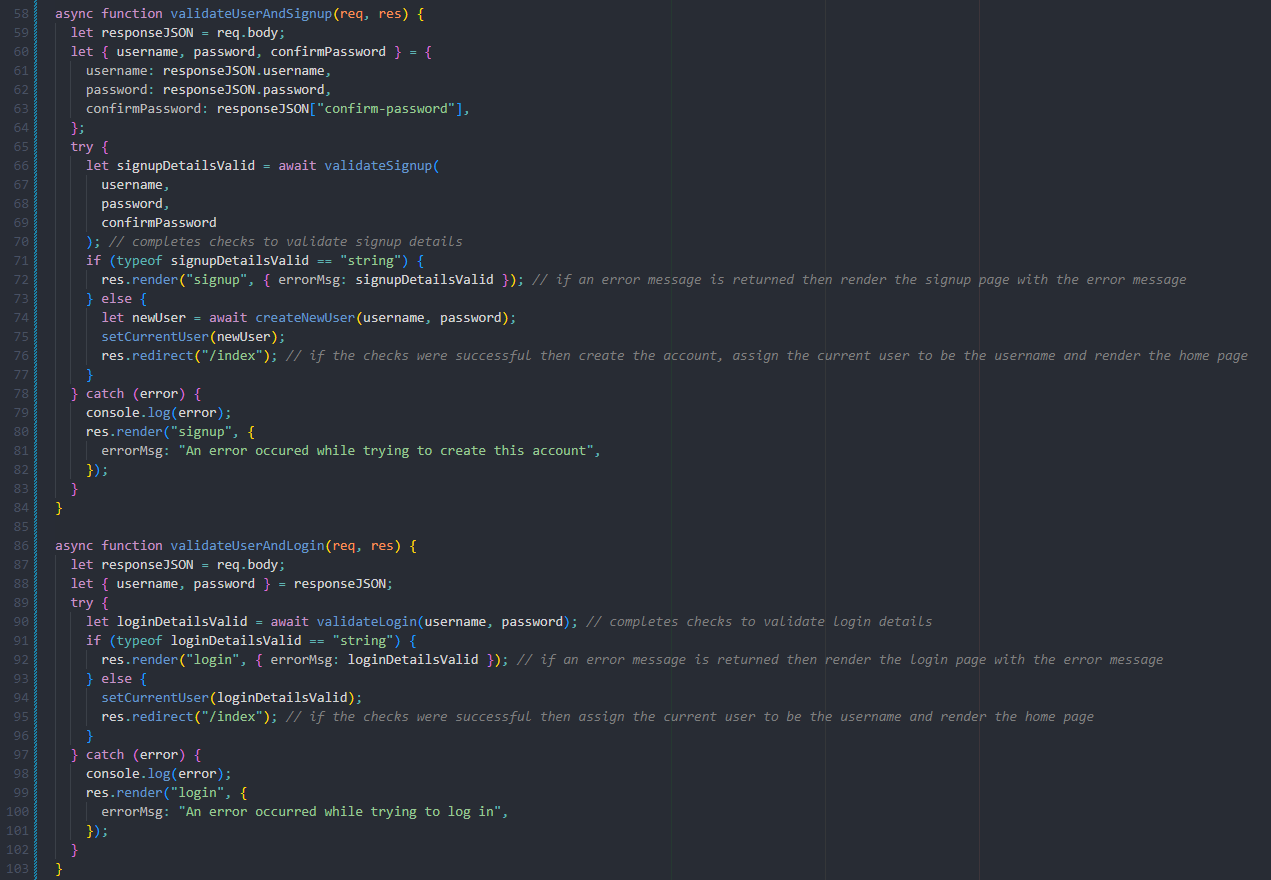 58 async function validateUserAndSignup(req, res) {
59 let responseJSON = req.body;
60 let { username, password, confirmPassword } = {
61 username: responseJSON.username,
62 password: responseJSON.password,
63 confirmPassword: responseJSON["confirm-password"],
64 };
65 try {
66 let signupDetailsValid = await validateSignup(
67 username,
68 password,
69 confirmPassword
70 ); // completes checks to validate signup details
71 if (typeof signupDetailsValid == "string") {
72 res.render("signup", { errorMsg: signupDetailsValid }); // if an error message is returned then render the signup page with the error message
73 } else {
74 let newUser = await createNewUser(username, password);
75 setCurrentUser(newUser);
76 res.redirect("/index"); // if the checks were successful then create the account, assign the current user to be the username and render the home page
77 }
78 } catch (error) {
79 console.log(error);
80 res.render("signup", {
81 errorMsg: "An error occured while trying to create this account",
82 });
83 }
84 }
85
86 async function validateUserAndLogin(req, res) {
87 let responseJSON = req.body;
88 let { username, password } = responseJSON;
89 try {
90 let loginDetailsValid = await validateLogin(username, password); // completes checks to validate login details
91 if (typeof loginDetailsValid == "string") {
92 res.render("login", { errorMsg: loginDetailsValid }); // if an error message is returned then render the login page with the error message
93 } else {
94 setCurrentUser(loginDetailsValid);
95 res.redirect("/index"); // if the checks were successful then assign the current user to be the username and render the home page
96 }
97 } catch (error) {
98 console.log(error);
99 res.render("login", {
100 errorMsg: "An error occurred while trying to log in",
101 });
102 }
103 }